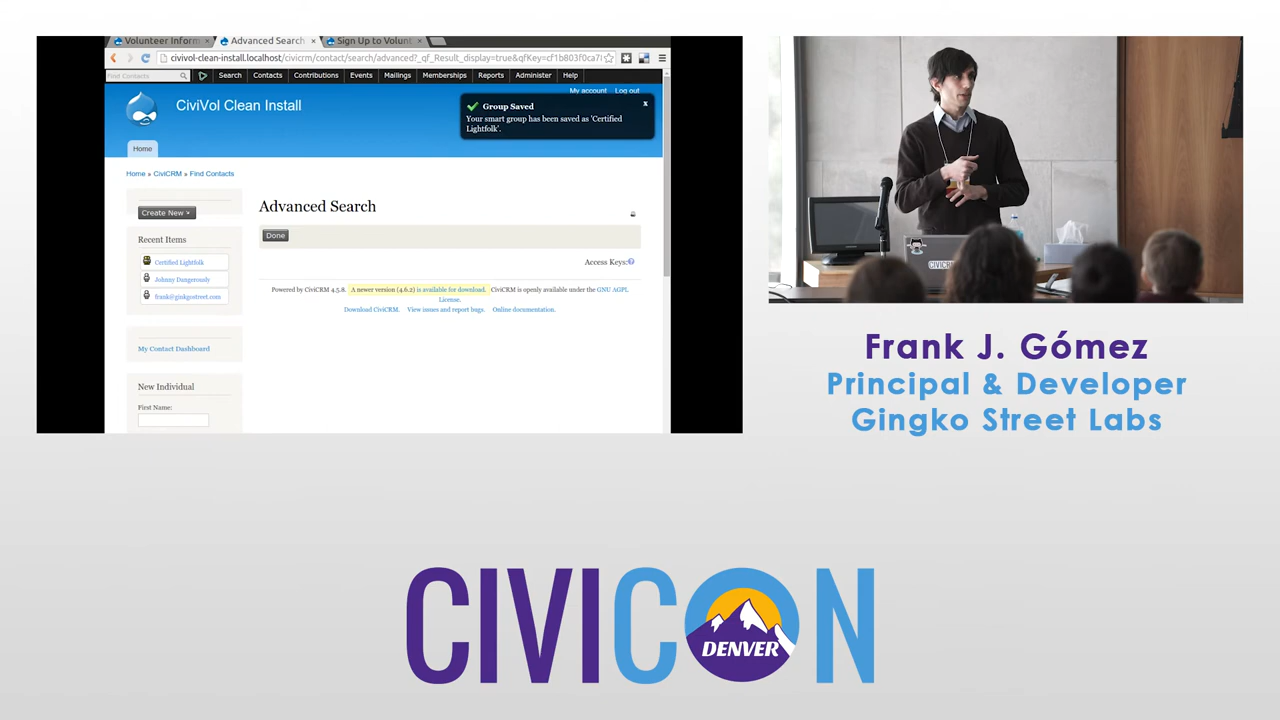 Volunteer Inform
Advanced Search
Sign Up to Volunt
civivol-clean-install.localhost/civicrm/contact/search/advanced?_qf_Result_display=true&qfKey=cf1b803f0ca7
Find Contacts
Search
Contacts
Contributions
Events
Mailings
Memberships
Reports
Administer
Help
My account
Log out
CiviVol Clean Install
Group Saved
x
Your smart group has been saved as 'Certified
Lightfolk'.
Home
Home » CiviCRM » Find Contacts
Create New
Advanced Search
Done
Recent Items
Certified Lightfolk
Johnny Dangerously
frank@ginkgostreet.com
Access Keys:
Powered by CiviCRM 4.5.8. A newer version (4.6.2) is available for download. CiviCRM is openly available under the GNU AGPL
License.
Download CiviCRM. View issues and report bugs. Online documentation.
My Contact Dashboard
New Individual
First Name:
CIVICRM
Frank J. Gómez
Principal & Developer
Gingko Street Labs
CIVICON
DENVER